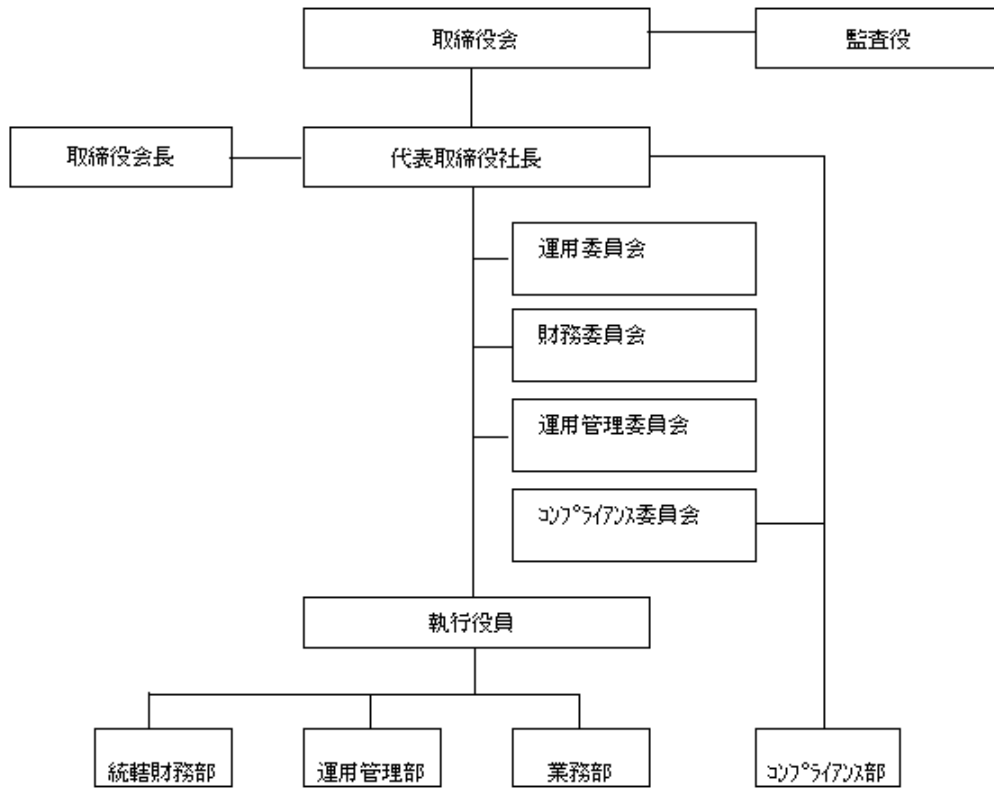 取締役会
監査役
取締役会長
代表取締役社長
運用委員会
財務委員会
運用管理委員会
ｺﾝﾌﾟﾗｲｱﾝｽ委員会
執行役員
統轄財務部
運用管理部
業務部
ｺﾝﾌﾟﾗｲｱﾝｽ部